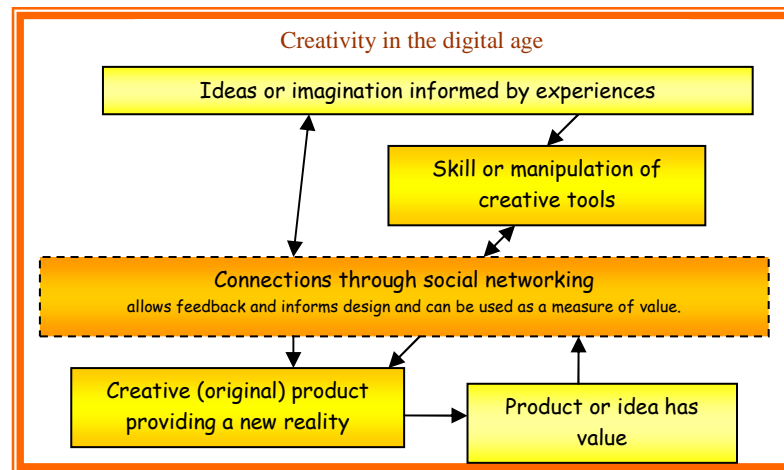 Creativity in the digital age
Ideas or imagination informed by experiences
Skill or manipulation of
creative tools
Connections through social networking
allows feedback and informs design and can be used as a measure of value.
Creative (original) product
providing a new reality
Product or idea has
value